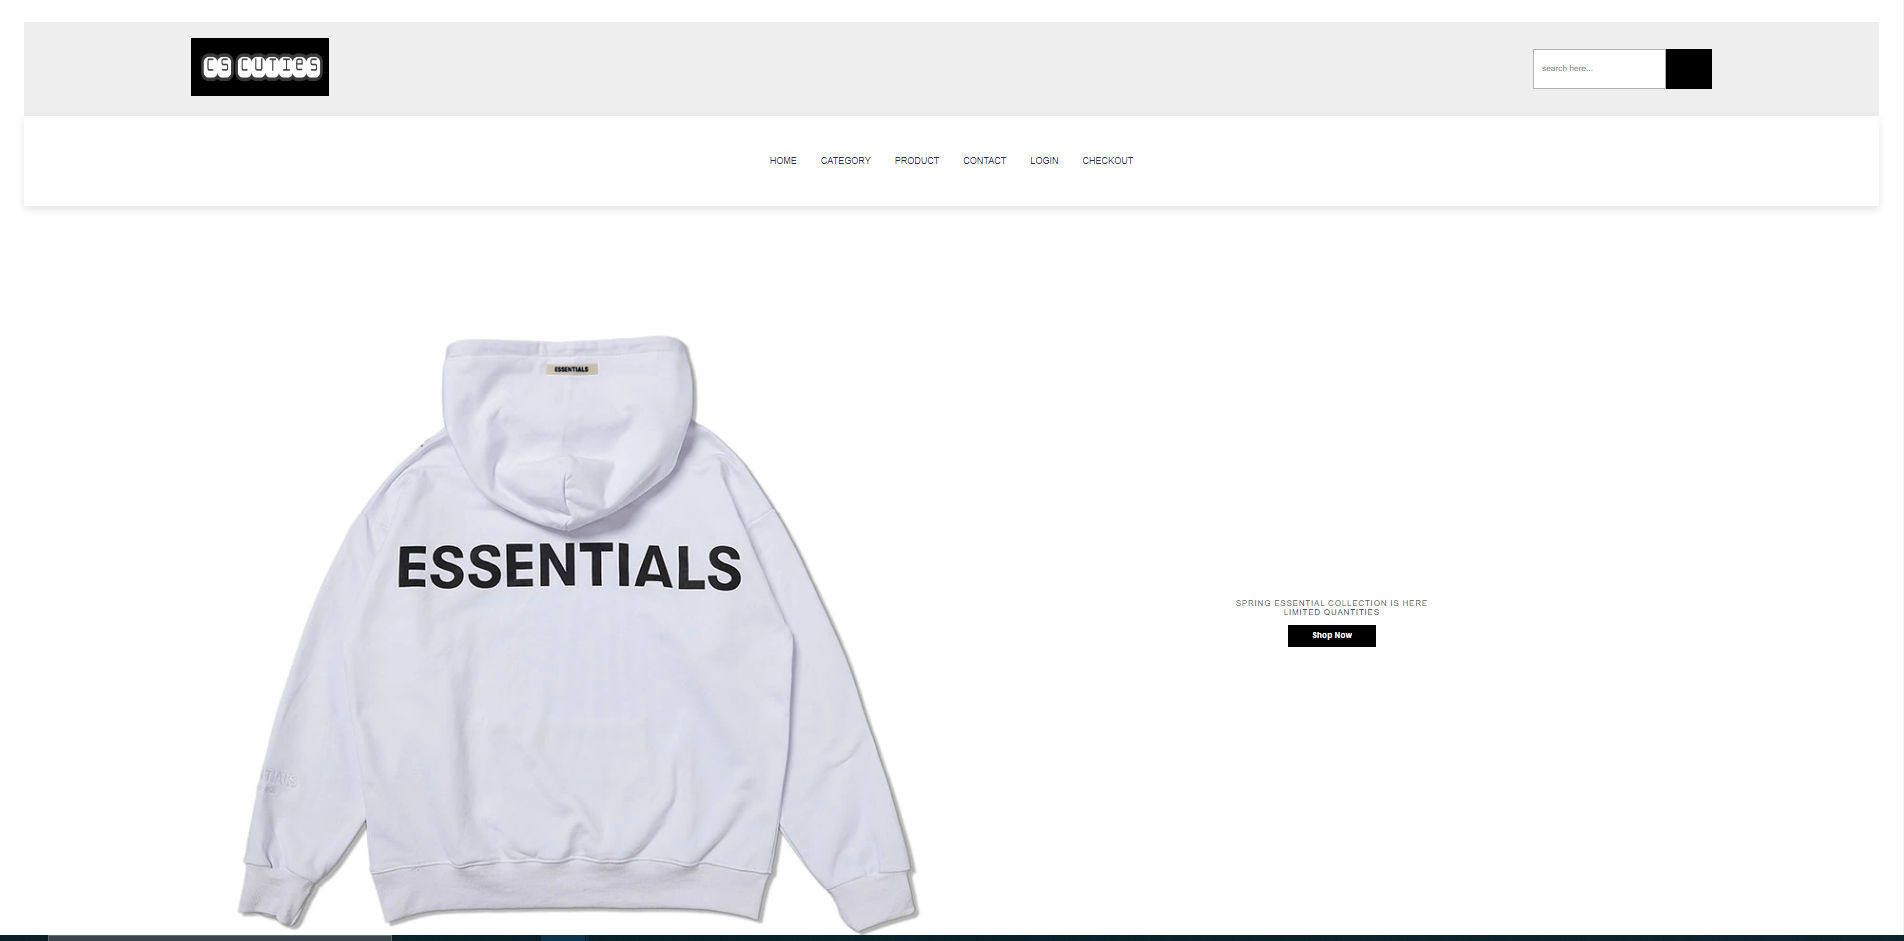 CS CUTIES
search here...
HOME CATEGORY PRODUCT CONTACT LOGIN CHECKOUT
ESSENTIALS
ESSENTIALS
SPRING ESSENTIAL COLLECTION IS HERE
LIMITED QUANTITIES
Shop Now